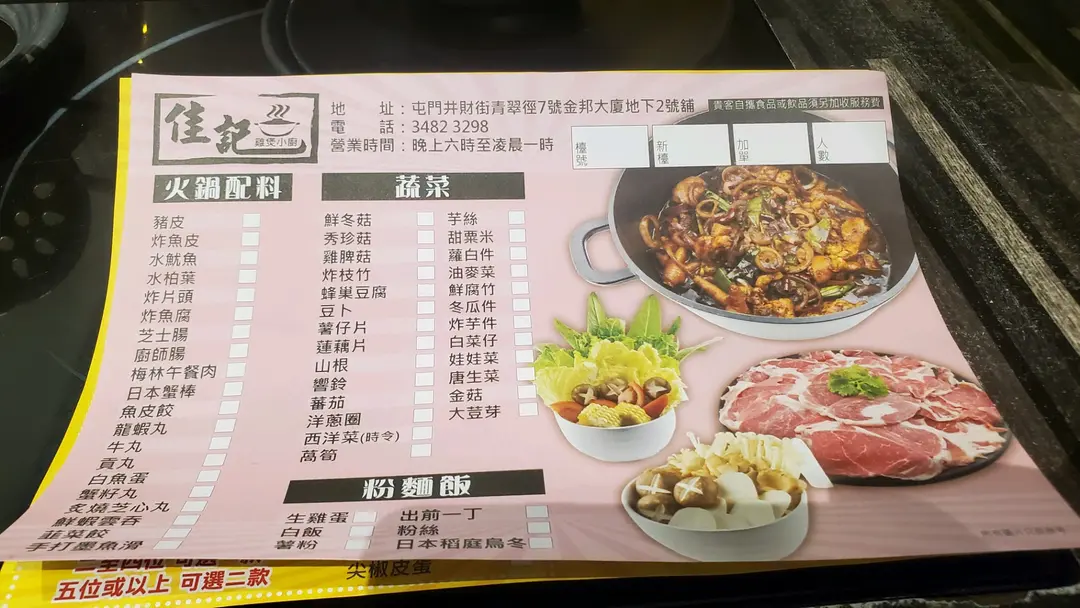 佳記
雞煲小廚
地 址：屯門井財街青翠徑7號金邦大廈地下2號舖
電 話：3482 3298
營業時間：晚上六時至凌晨一時
貴客自攜食品或飲品須另加收服務費
檯號
新檯
加單
人數
火鍋配料
豬皮
炸魚皮
水魷魚
水柏葉
炸片頭
炸魚腐
芝士腸
廚師腸
梅林午餐肉
日本蟹棒
魚皮餃
龍蝦丸
牛丸
貢丸
白魚蛋
蟹籽丸
炙燒芝心丸
鮮蝦雲吞
韮菜餃
手打墨魚滑
蔬菜
鮮冬菇
秀珍菇
雞脾菇
炸枝竹
蜂巢豆腐
豆卜
薯仔片
蓮藕片
山根
響鈴
蕃茄
洋蔥圈
西洋菜(時令)
萵筍
芋絲
甜粟米
蘿白件
油麥菜
鮮腐竹
冬瓜件
炸芋件
白菜仔
娃娃菜
唐生菜
金菇
大荳芽
粉麵飯
生雞蛋
白飯
薯粉
出前一丁
粉絲
日本稻庭烏冬
五位或以上 可選二款
尖椒皮蛋